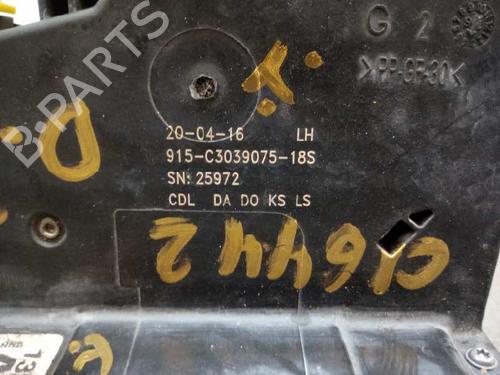 B-PARTS
G 2
>PP-GF30<
20-04-16 LH
915-C3039075-18S
SN: 25972
CDL DA DO KS LS
C1644 2